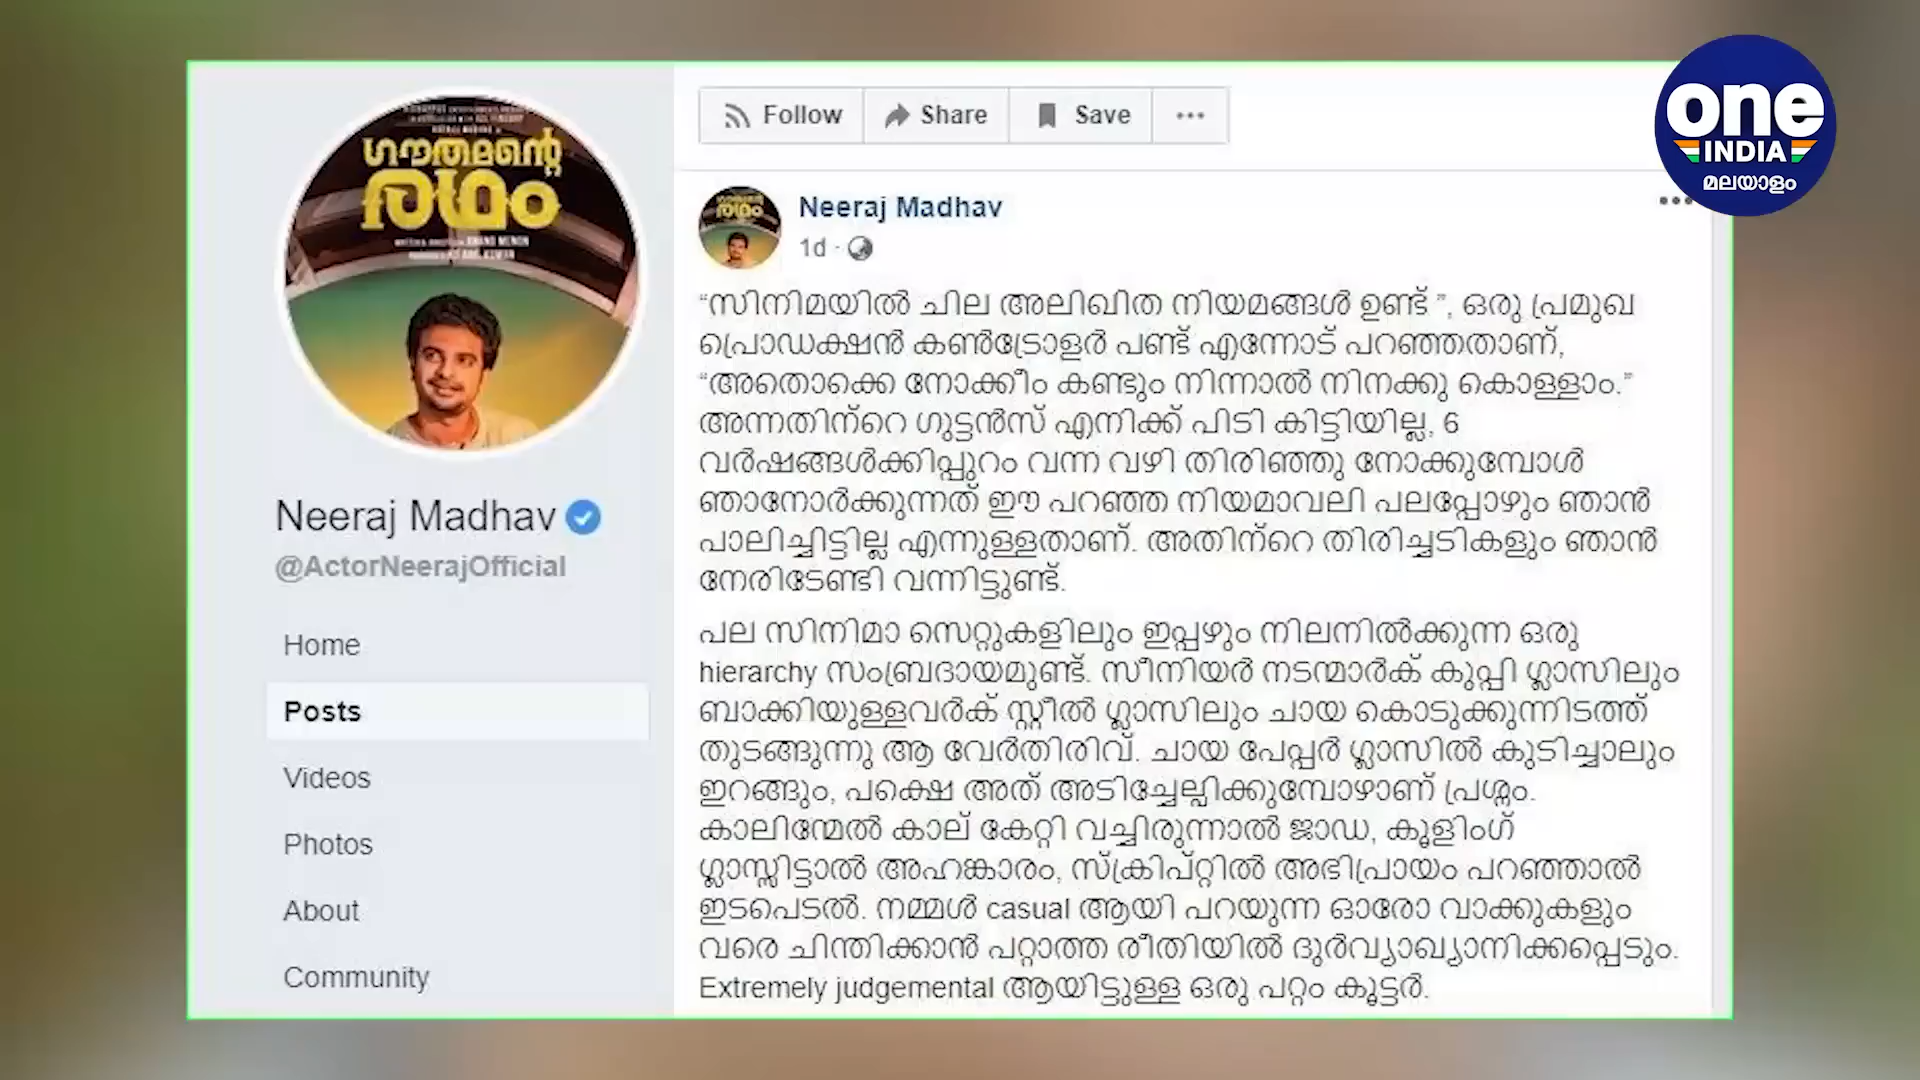 one
INDIA
മലയാളം
Follow
Share
Save
ഗൗതമന്റെ
രഥം
Neeraj Madhav
1d
Neeraj Madhav
@ActorNeerajOfficial
Home
Posts
Videos
Photos
About
Community
“സിനിമയിൽ ചില അലിഖിത നിയമങ്ങൾ ഉണ്ട് ”, ഒരു പ്രമുഖ
പ്രൊഡക്ഷൻ കൺട്രോളർ പണ്ട് എന്നോട് പറഞ്ഞതാണ്,
“അതൊക്കെ നോക്കീം കണ്ടും നിന്നാൽ നിനക്കു കൊള്ളാം.”
അന്നതിന്റെ ഗുട്ടൻസ് എനിക്ക് പിടി കിട്ടിയില്ല, 6
വർഷങ്ങൾക്കിപ്പുറം വന്ന വഴി തിരിഞ്ഞു നോക്കുമ്പോൾ
ഞാനോർക്കുന്നത് ഈ പറഞ്ഞ നിയമാവലി പലപ്പോഴും ഞാൻ
പാലിച്ചിട്ടില്ല എന്നുള്ളതാണ്. അതിന്റെ തിരിച്ചടികളും ഞാൻ
നേരിടേണ്ടി വന്നിട്ടുണ്ട്.
പല സിനിമാ സെറ്റുകളിലും ഇപ്പഴും നിലനിൽക്കുന്ന ഒരു
hierarchy സംബ്രദായമുണ്ട്. സീനിയർ നടന്മാർക് കുപ്പി ഗ്ലാസിലും
ബാക്കിയുള്ളവർക് സ്റ്റീൽ ഗ്ലാസിലും ചായ കൊടുക്കുന്നിടത്ത്
തുടങ്ങുന്നു ആ വേർതിരിവ്. ചായ പേപ്പർ ഗ്ലാസിൽ കുടിച്ചാലും
ഇറങ്ങും, പക്ഷെ അത് അടിച്ചേല്പിക്കുമ്പോഴാണ് പ്രശ്നം.
കാലിന്മേൽ കാല് കേറ്റി വച്ചിരുന്നാൽ ജാഡ, കൂളിംഗ്
ഗ്ലാസ്സിട്ടാൽ അഹങ്കാരം, സ്ക്രിപ്റ്റിൽ അഭിപ്രായം പറഞ്ഞാൽ
ഇടപെടൽ. നമ്മൾ casual ആയി പറയുന്ന ഓരോ വാക്കുകളും
വരെ ചിന്തിക്കാൻ പറ്റാത്ത രീതിയിൽ ദുർവ്യാഖ്യാനിക്കപ്പെടും.
Extremely judgemental ആയിട്ടുള്ള ഒരു പറ്റം കൂട്ടർ.